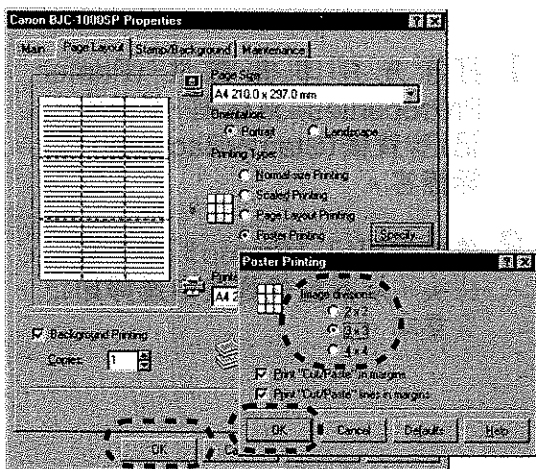 Canon BJC-1000SP Properties
Main Page Layout Stamp/Background Maintenance
Page Size:
A4 210.0 x 297.0 mm
Orientation:
Portrait Landscape
Printing Type:
Normal-size Printing
Scaled Printing
Page Layout Printing
Poster Printing
Specify...
A4 2
Background Printing
Copies: 1
OK
Poster Printing
Image divisions:
2 x 2
3 x 3
4 x 4
Print "Cut/Paste" in margins
Print "Cut/Paste" lines in margins
OK Cancel Defaults Help